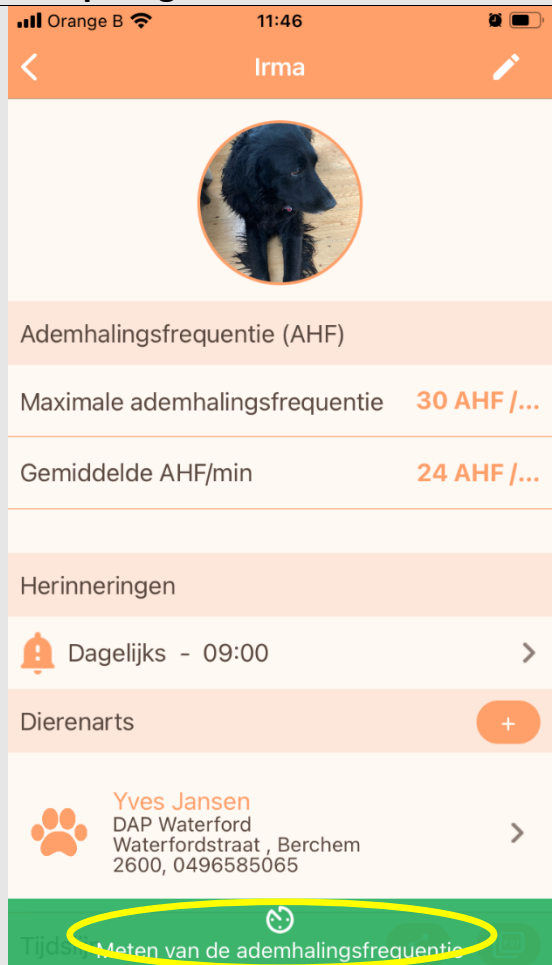 Orange B 11:46
Irma
Ademhalingsfrequentie (AHF)
Maximale ademhalingsfrequentie 30 AHF /...
Gemiddelde AHF/min 24 AHF /...
Herinneringen
Dagelijks - 09:00
Dierenarts +
Yves Jansen
DAP Waterford
Waterfordstraat , Berchem
2600, 0496585065
Meten van de ademhalingsfrequentie